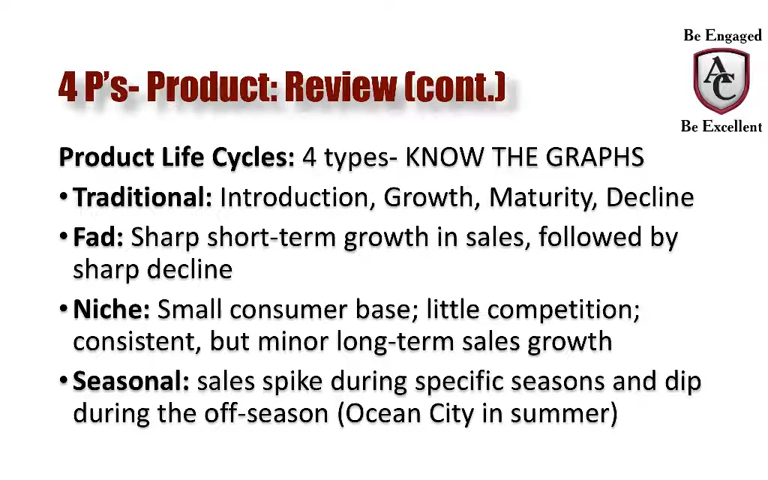 Be Engaged
AC
Be Excellent
4 P's- Product: Review (cont.)
Product Life Cycles: 4 types- KNOW THE GRAPHS
• Traditional: Introduction, Growth, Maturity, Decline
• Fad: Sharp short-term growth in sales, followed by
sharp decline
• Niche: Small consumer base; little competition;
consistent, but minor long-term sales growth
• Seasonal: sales spike during specific seasons and dip
during the off-season (Ocean City in summer)